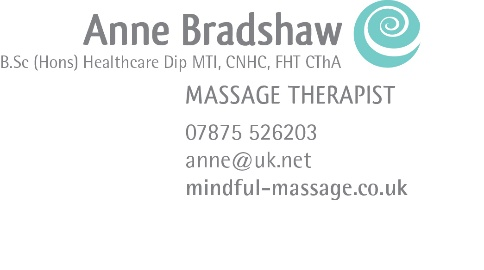 Anne Bradshaw
B.Sc (Hons) Healthcare Dip MTI, CNHC, FHT CThA
MASSAGE THERAPIST
07875 526203
anne@uk.net
mindful-massage.co.uk